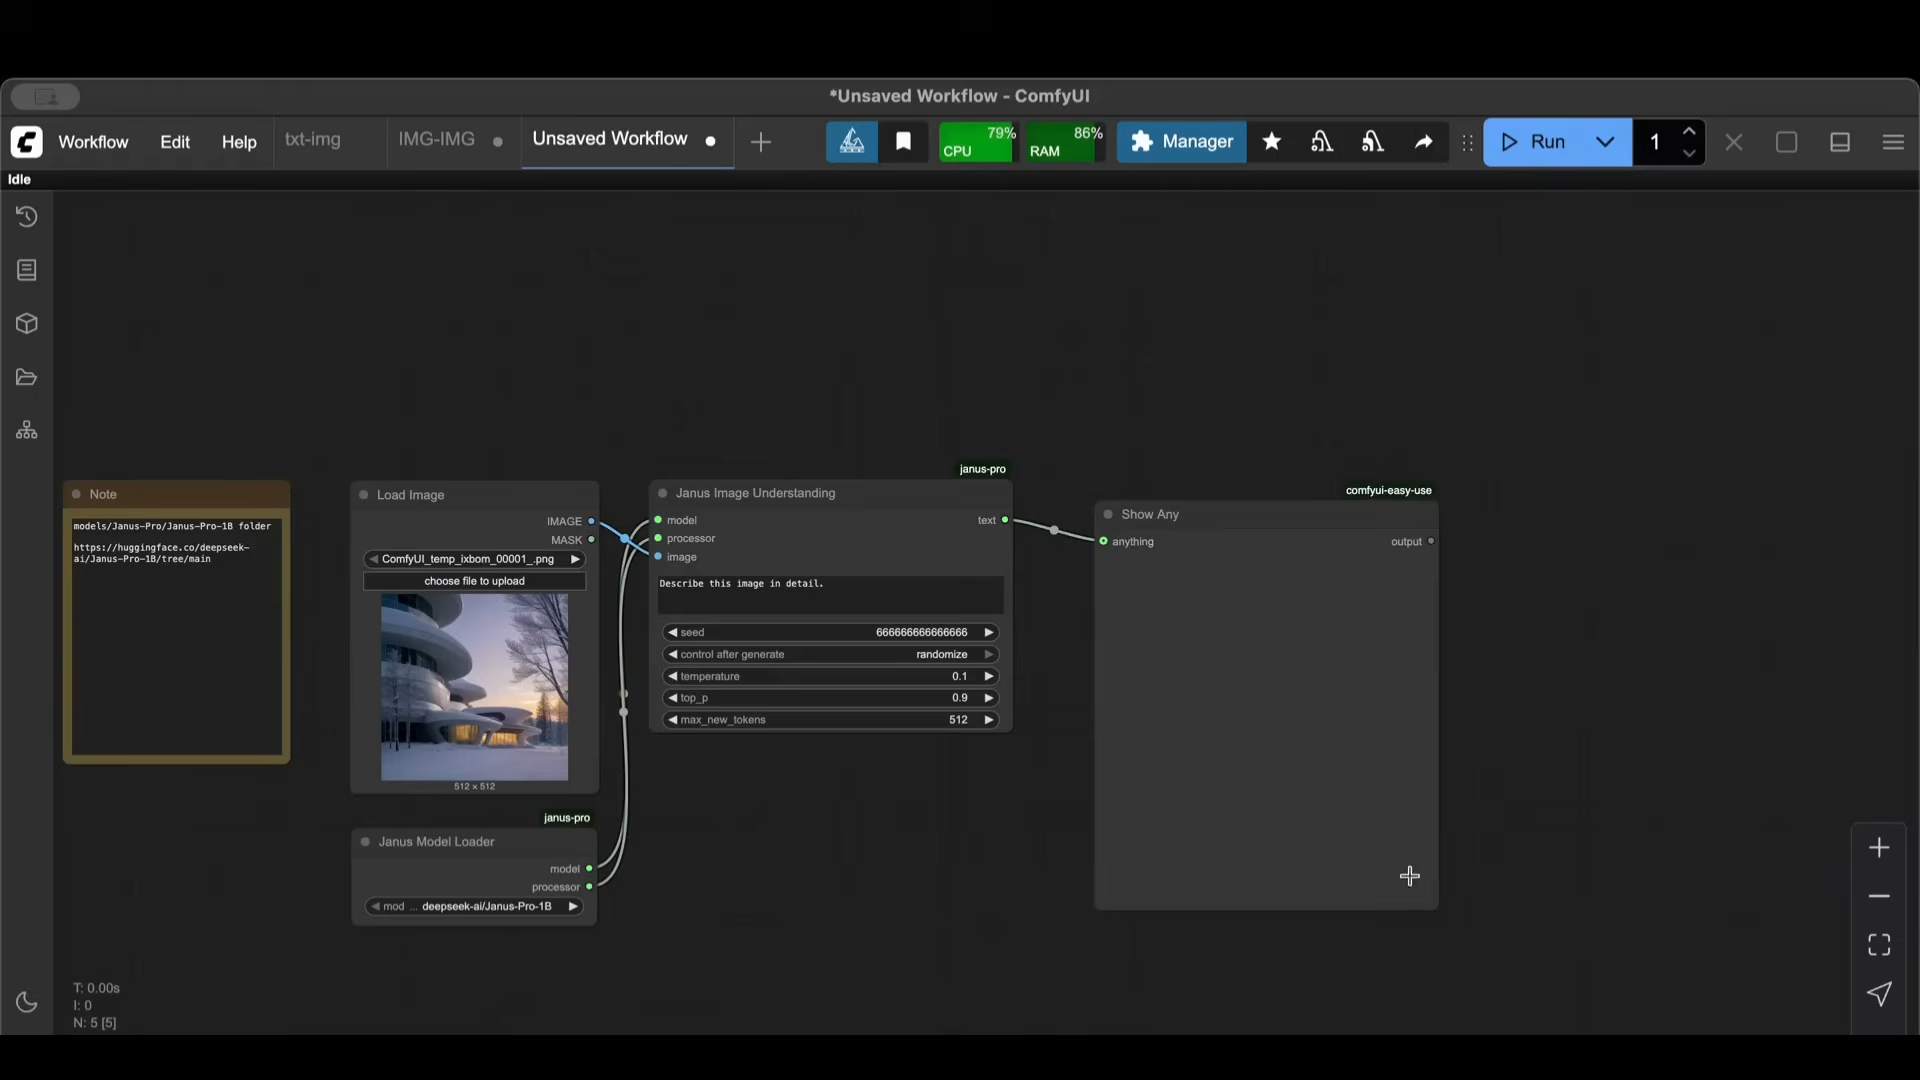 *Unsaved Workflow - ComfyUI
Workflow Edit Help txt-img IMG-IMG Unsaved Workflow CPU 79% RAM 86% Manager Run 1
Idle
Note
models/Janus-Pro/Janus-Pro-1B folder
https://huggingface.co/deepseek-
ai/Janus-Pro-1B/tree/main
Load Image
IMAGE
MASK
ComfyUI_temp_ixbom_00001_.png
choose file to upload
512 × 512
janus-pro
Janus Model Loader
model
processor
mod ... deepseek-ai/Janus-Pro-1B
janus-pro
Janus Image Understanding
model text
processor
image
Describe this image in detail.
seed 666666666666666
control after generate randomize
temperature 0.1
top_p 0.9
max_new_tokens 512
comfyui-easy-use
Show Any
anything output
T: 0.00s
I: 0
N: 5 [5]